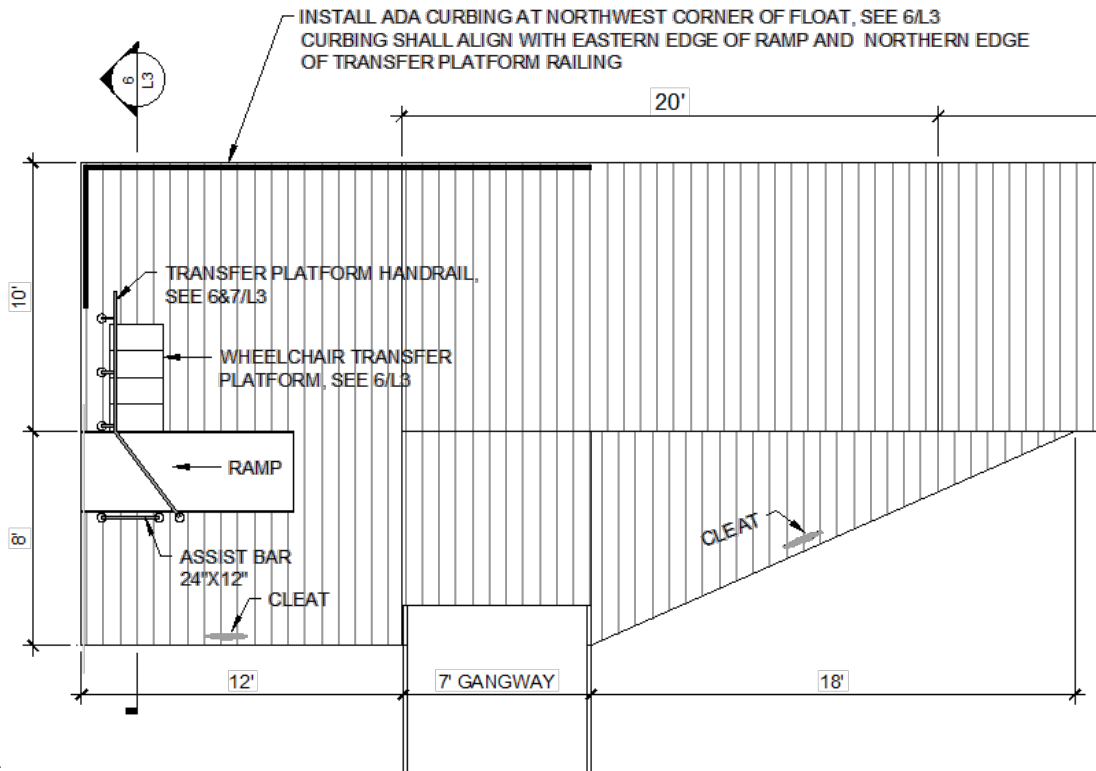 INSTALL ADA CURBING AT NORTHWEST CORNER OF FLOAT, SEE 6/L3
CURBING SHALL ALIGN WITH EASTERN EDGE OF RAMP AND NORTHERN EDGE
OF TRANSFER PLATFORM RAILING
6
L3
20'
10'
TRANSFER PLATFORM HANDRAIL,
SEE 6&7/L3
WHEELCHAIR TRANSFER
PLATFORM, SEE 6/L3
RAMP
8'
CLEAT
ASSIST BAR
24"X12"
CLEAT
12'
7' GANGWAY
18'